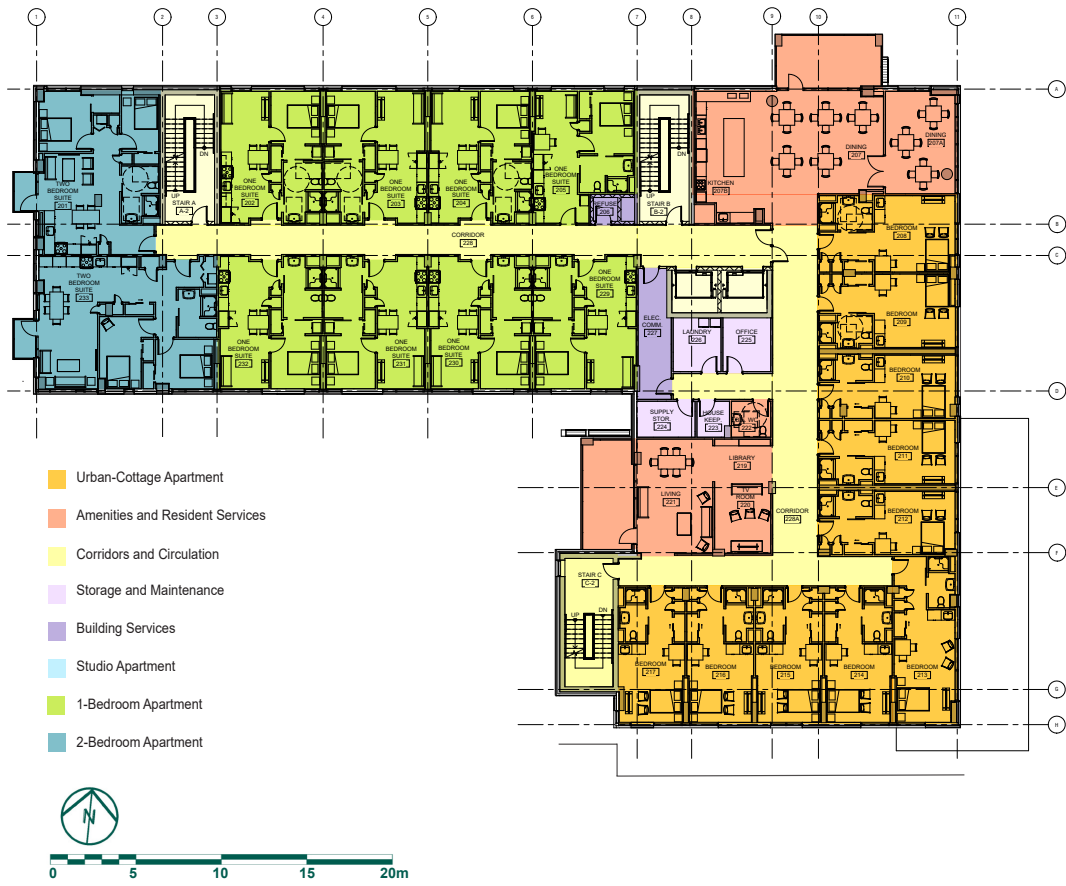 1 2 3 4 5 6 7 8 9 10 11
A
DINING
207A
DINING
207
KITCHEN
207B
DN
UP
STAIR A
A-2
DN
UP
STAIR B
B-2
TWO
BEDROOM
SUITE
201
ONE
BEDROOM
SUITE
202
ONE
BEDROOM
SUITE
203
ONE
BEDROOM
SUITE
204
ONE
BEDROOM
SUITE
205
REFUSE
206
B
CORRIDOR
228
BEDROOM
208
C
TWO
BEDROOM
SUITE
233
ONE
BEDROOM
SUITE
232
ONE
BEDROOM
SUITE
231
ONE
BEDROOM
SUITE
230
ONE
BEDROOM
SUITE
229
ELEC.
COMM.
227
LAUNDRY
226
OFFICE
225
BEDROOM
209
BEDROOM
210
D
SUPPLY
STOR.
224
HOUSE
KEEP.
223
WC
222
BEDROOM
211
LIBRARY
219
LIVING
221
TV
ROOM
220
E
CORRIDOR
228A
BEDROOM
212
F
STAIR C
C-2
UP
DN
BEDROOM
217
BEDROOM
216
BEDROOM
215
BEDROOM
214
BEDROOM
213
G
H
Urban-Cottage Apartment
Amenities and Resident Services
Corridors and Circulation
Storage and Maintenance
Building Services
Studio Apartment
1-Bedroom Apartment
2-Bedroom Apartment
N
0 5 10 15 20m